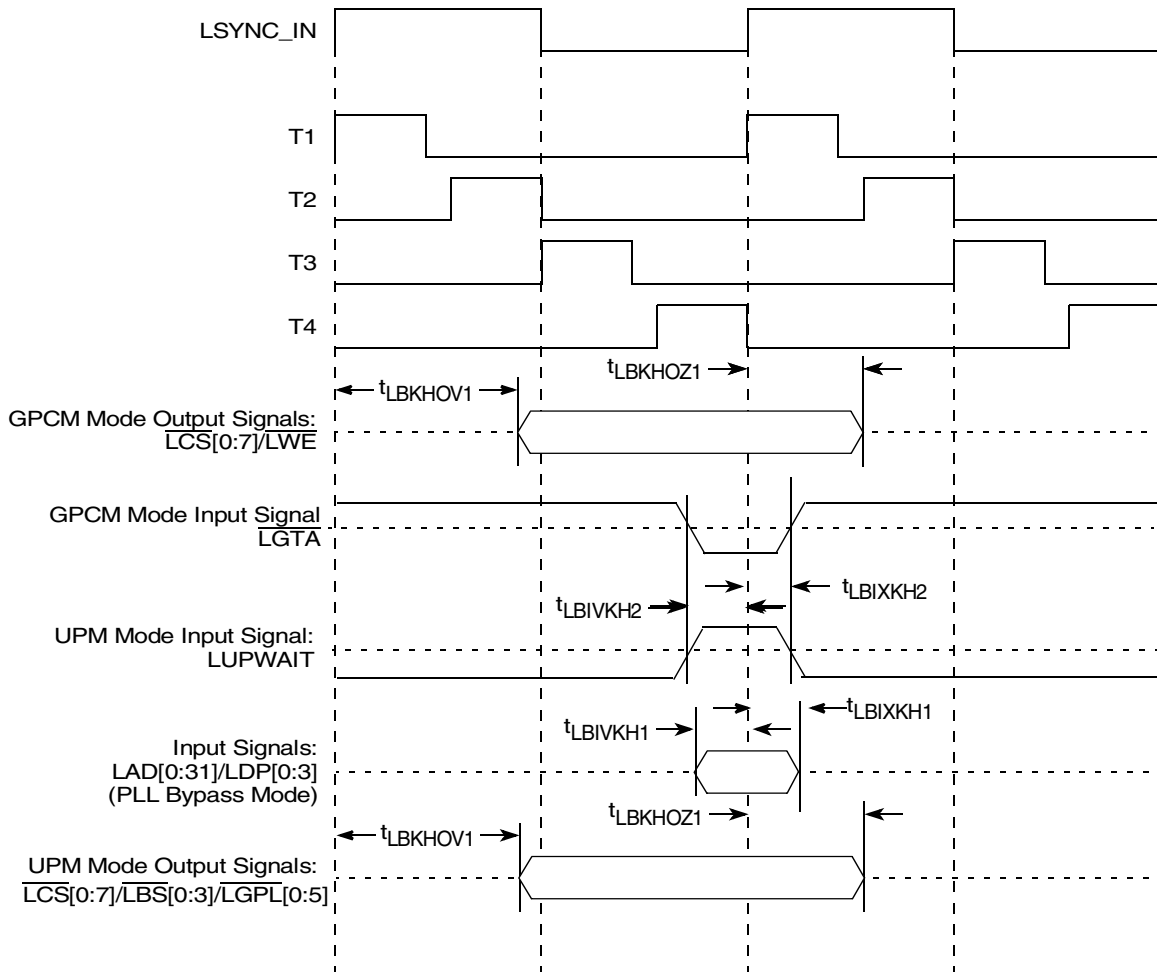 LSYNC_IN
T1
T2
T3
T4
tLBKHOZ1
tLBKHOV1
GPCM Mode Output Signals:
LCS[0:7]/LWE
GPCM Mode Input Signal
LGTA
tLBIXKH2
tLBIVKH2
UPM Mode Input Signal:
LUPWAIT
tLBIXKH1
tLBIVKH1
Input Signals:
LAD[0:31]/LDP[0:3]
(PLL Bypass Mode)
tLBKHOZ1
tLBKHOV1
UPM Mode Output Signals:
LCS[0:7]/LBS[0:3]/LGPL[0:5]